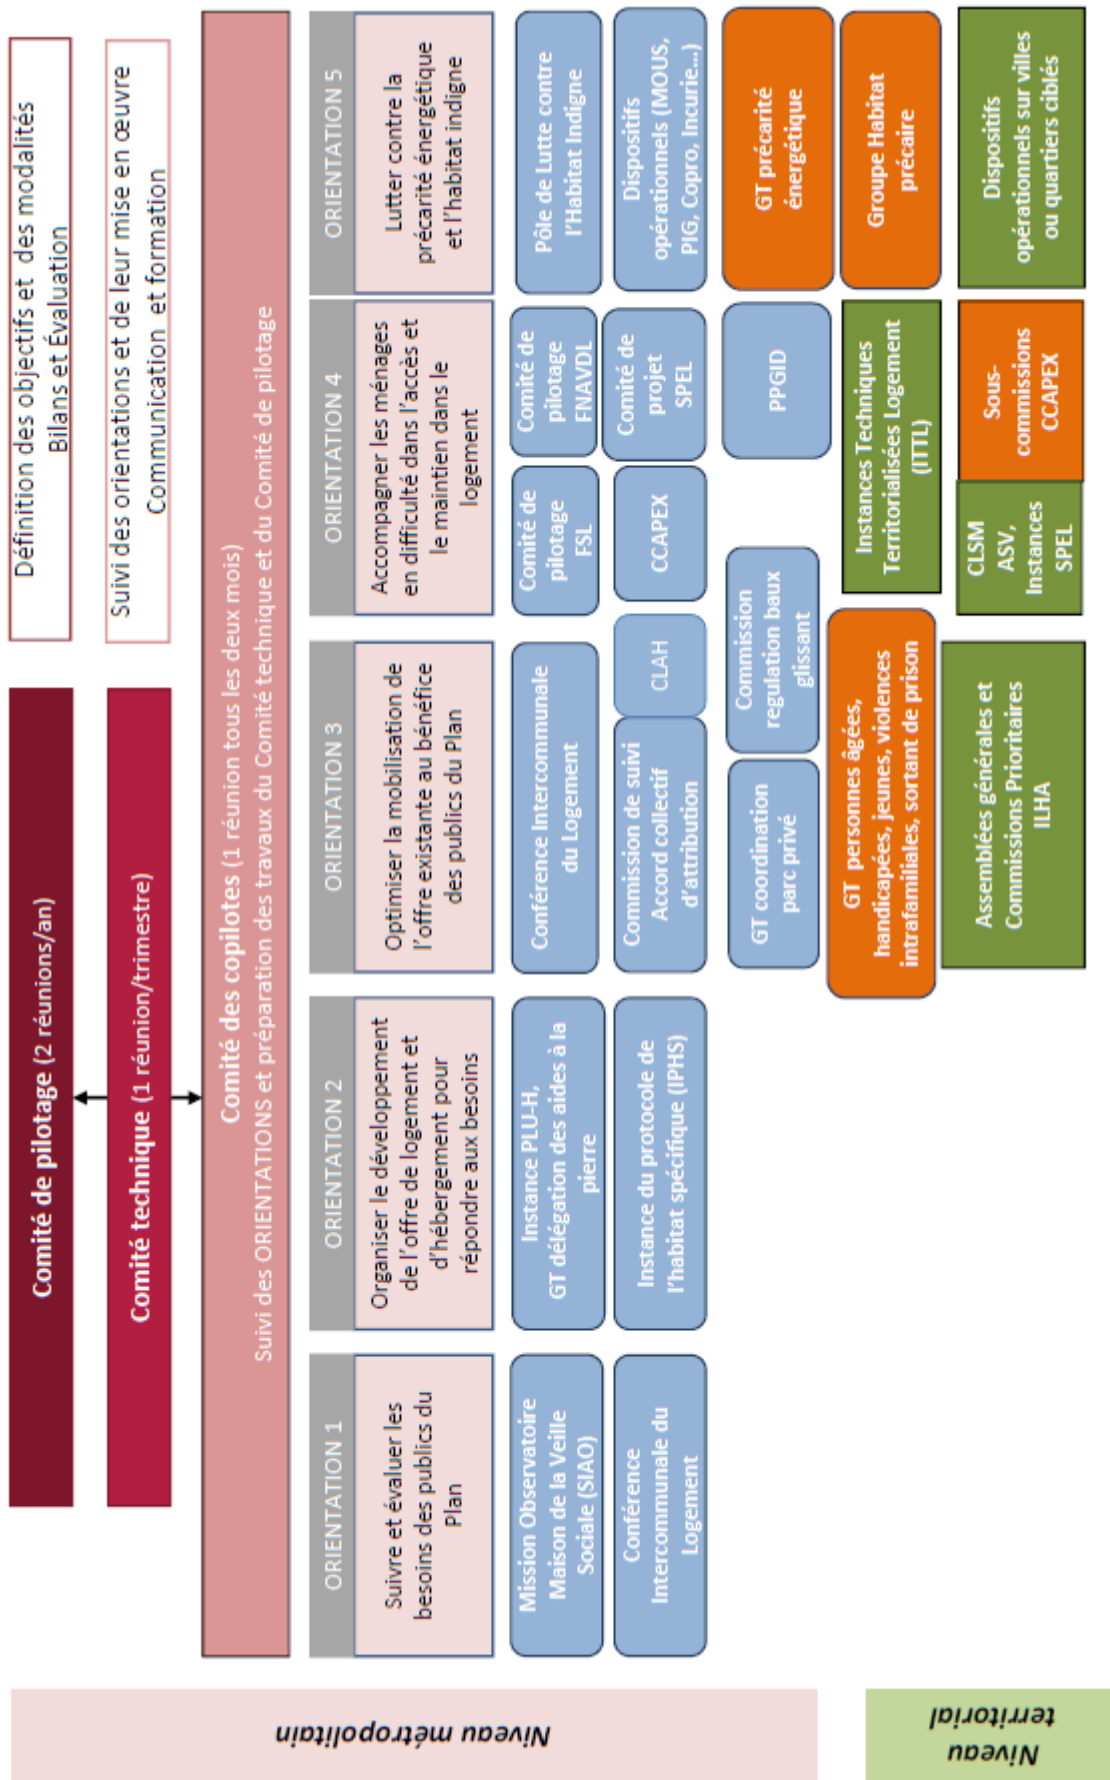 Comité de pilotage (2 réunions/an)
Définition des objectifs et des modalités
Bilans et Évaluation
Comité technique (1 réunion/trimestre)
Suivi des orientations et de leur mise en œuvre
Communication et formation
Comité des copilotes (1 réunion tous les deux mois)
Suivi des ORIENTATIONS et préparation des travaux du Comité technique et du Comité de pilotage
Niveau métropolitain
ORIENTATION 1
Suivre et évaluer les
besoins des publics du
Plan
Mission Observatoire
Maison de la Veille
Sociale (SIAO)
Conférence
Intercommunale du
Logement
ORIENTATION 2
Organiser le développement
de l'offre de logement et
d'hébergement pour
répondre aux besoins
Instance PLU-H,
GT délégation des aides à la
pierre
Instance du protocole de
l'habitat spécifique (IPHS)
ORIENTATION 3
Optimiser la mobilisation de
l'offre existante au bénéfice
des publics du Plan
Conférence Intercommunale
du Logement
Commission de suivi
Accord collectif
d'attribution
CLAH
GT coordination
parc privé
Commission
regulation baux
glissant
GT personnes âgées,
handicapées, jeunes, violences
intrafamiliales, sortant de prison
Assemblées générales et
Commissions Prioritaires
ILHA
ORIENTATION 4
Accompagner les ménages
en difficulté dans l'accès et
le maintien dans le
logement
Comité de
pilotage
FSL
Comité de
pilotage
FNAVDL
CCAPEX
Comité de
projet
SPEL
PPGID
Instances Techniques
Territorialisées Logement
(ITTL)
CLSM
ASV,
Instances
SPEL
Sous-
commissions
CCAPEX
ORIENTATION 5
Lutter contre la
précarité énergétique
et l'habitat indigne
Pôle de Lutte contre
l'Habitat Indigne
Dispositifs
opérationnels (MOUS,
PIG, Copro, Incurie...)
GT précarité
énergétique
Groupe Habitat
précaire
Dispositifs
opérationnels sur villes
ou quartiers ciblés
Niveau
territorial